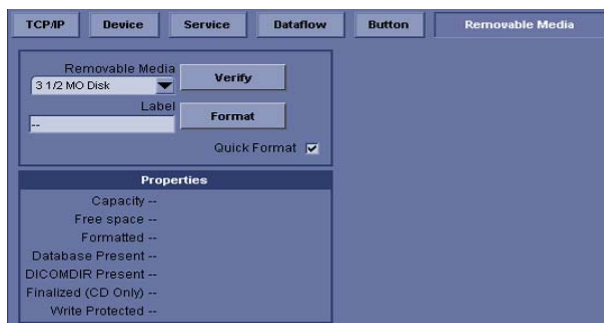 TCP/IP Device Service Dataflow Button Removable Media
Removable Media
3 1/2 MO Disk
Verify
Label
--
Format
Quick Format
Properties
Capacity --
Free space --
Formatted --
Database Present --
DICOMDIR Present --
Finalized (CD Only) --
Write Protected --